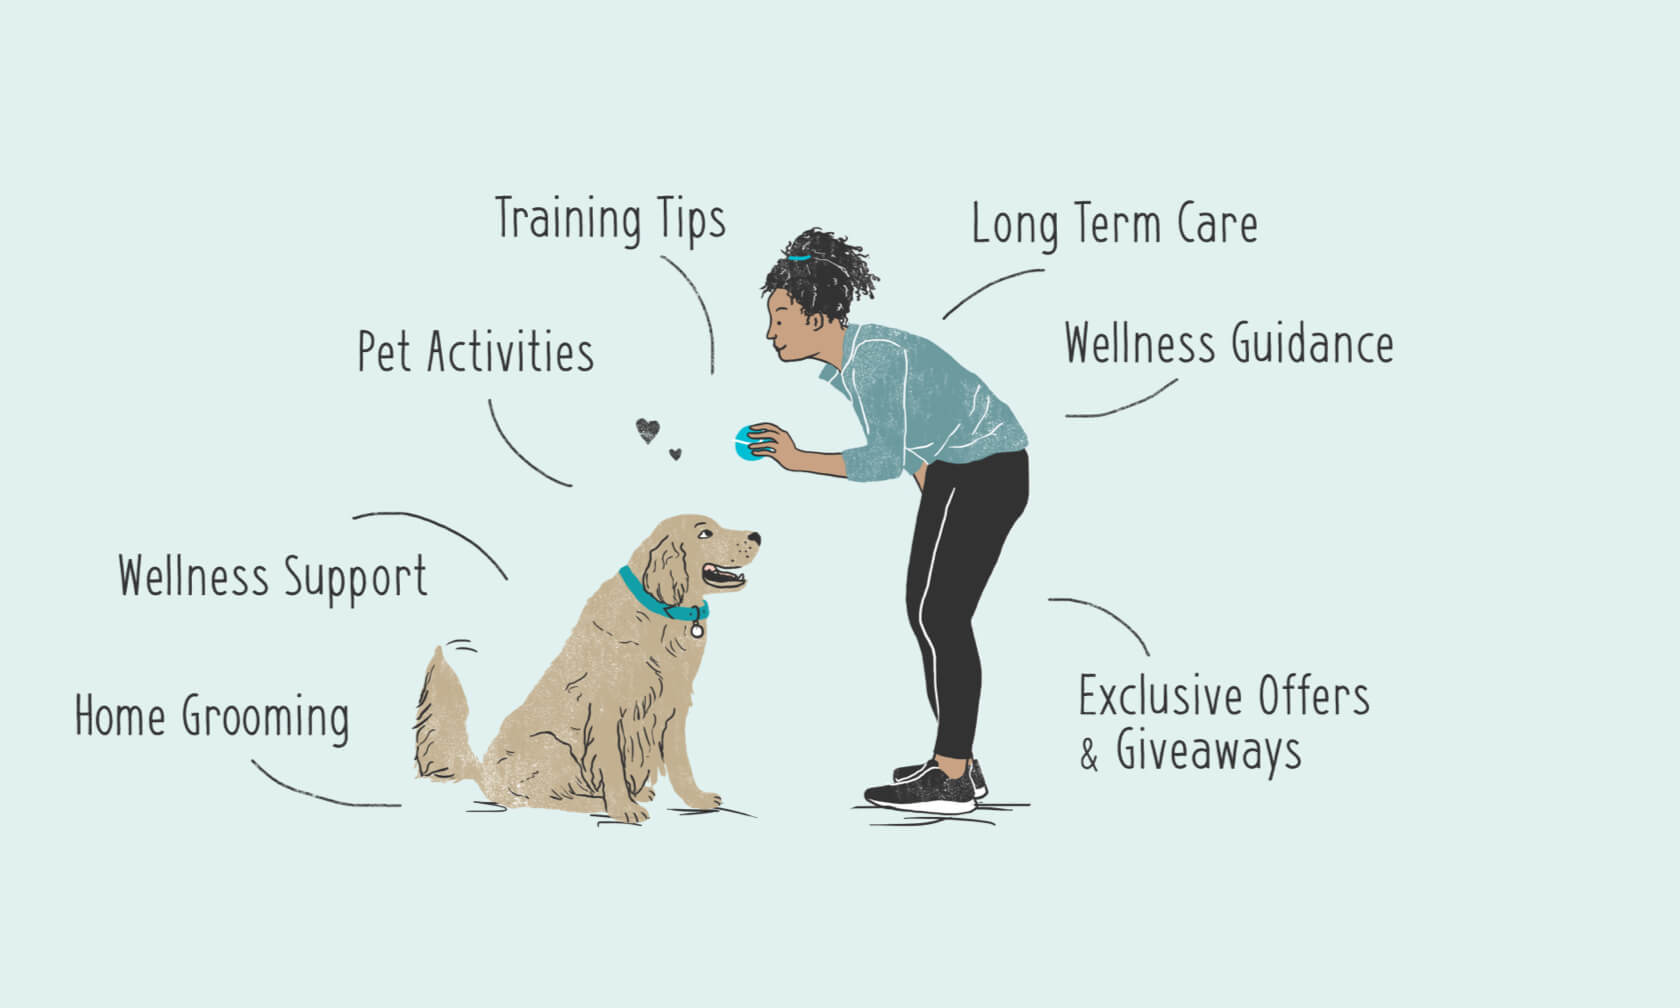 Training Tips
Long Term Care
Pet Activities
Wellness Guidance
Wellness Support
Home Grooming
Exclusive Offers
& Giveaways